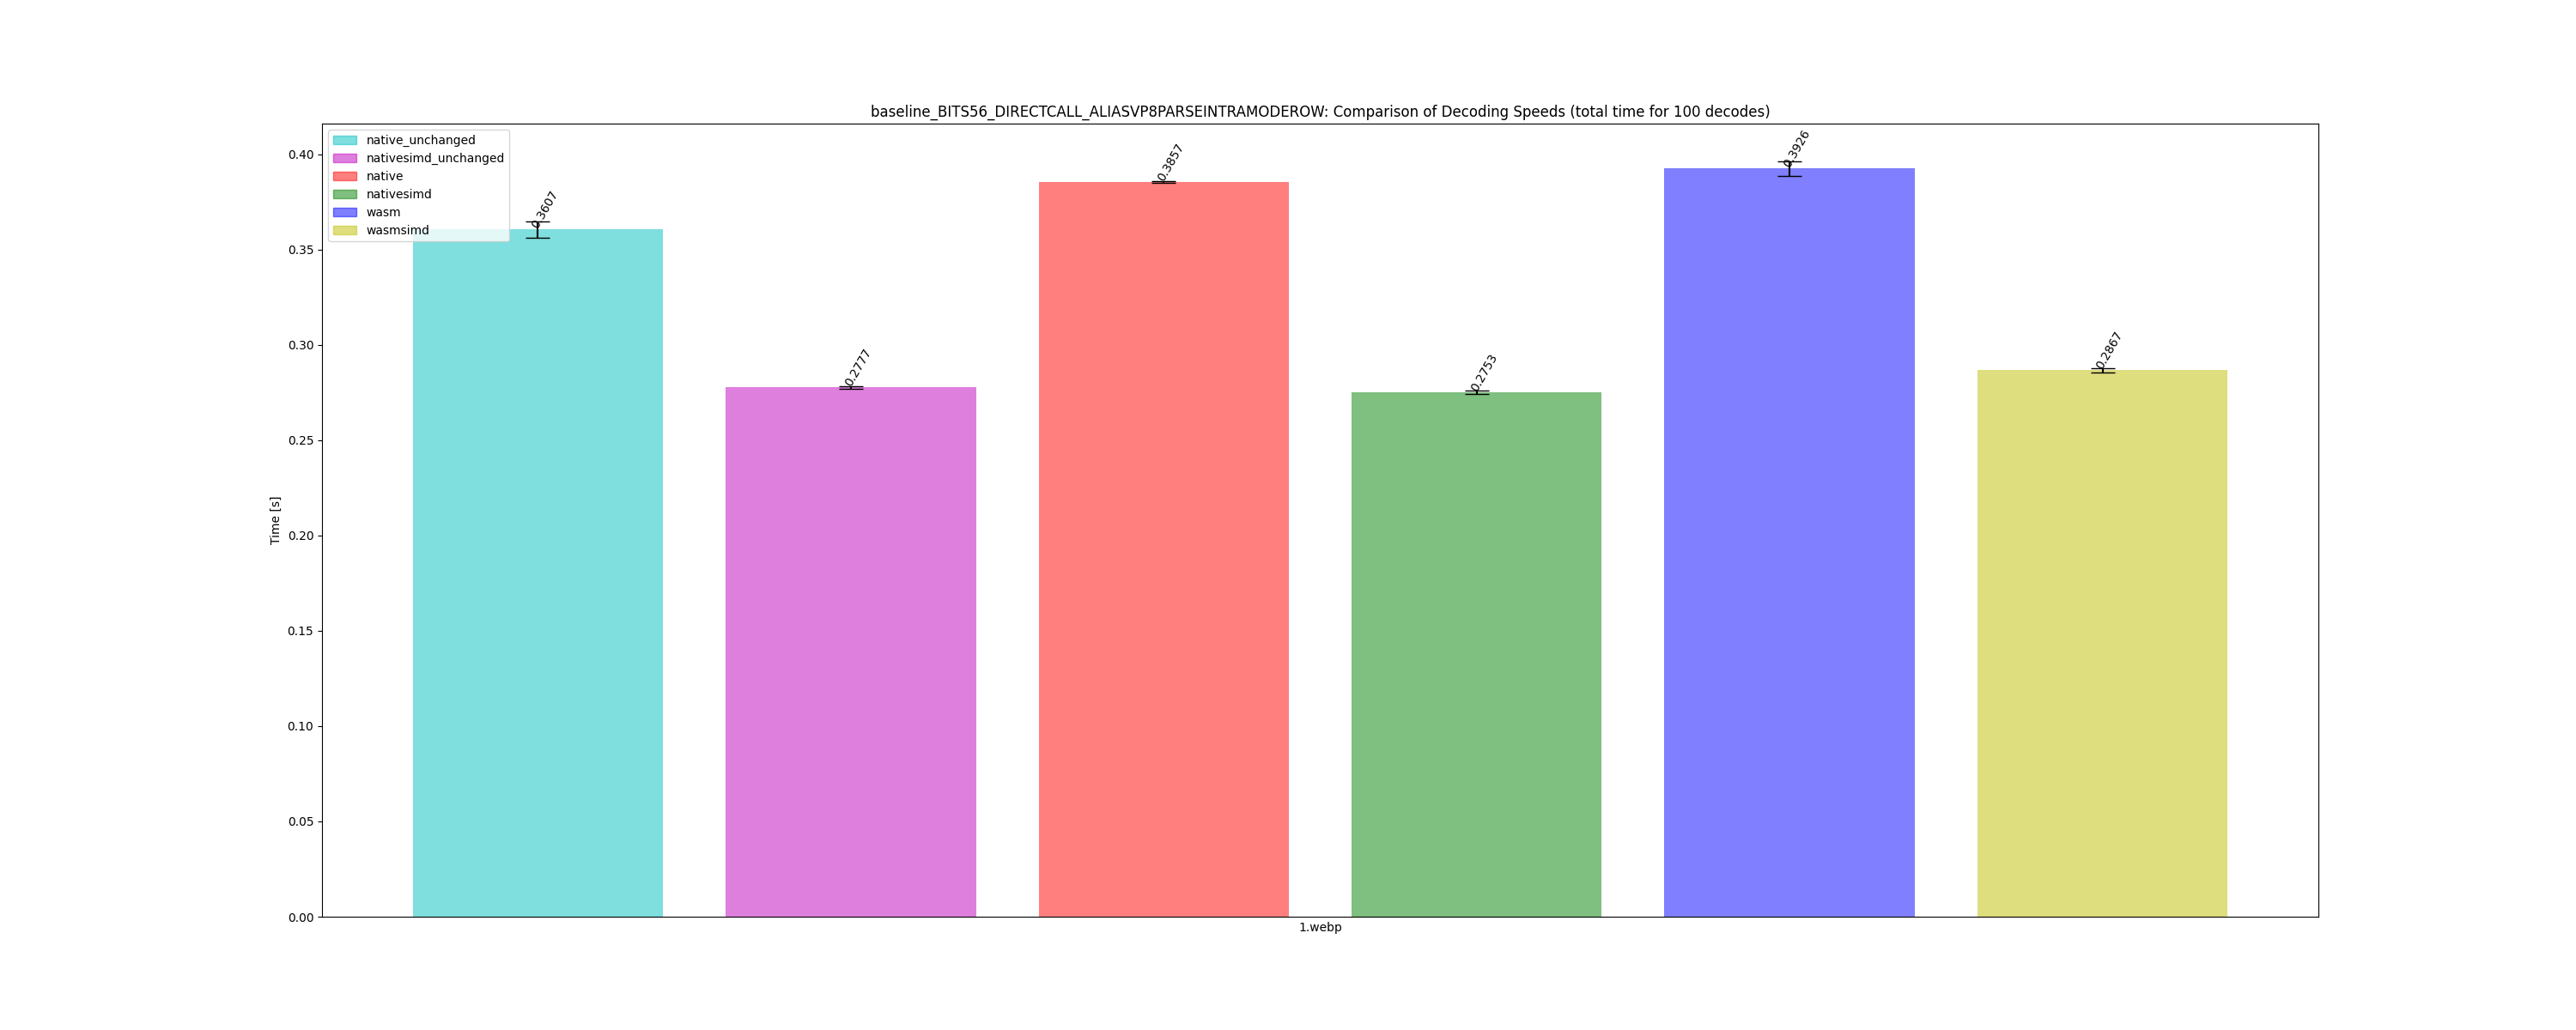 baseline_BITS56_DIRECTCALL_ALIASVP8PARSEINTRAMODEROW: Comparison of Decoding Speeds (total time for 100 decodes)
native_unchanged
nativesimd_unchanged
native
nativesimd
wasm
wasmsimd
0.40
0.35
0.30
0.25
0.20
0.15
0.10
0.05
0.00
Time [s]
0.3607
0.2777
0.3857
0.2753
0.3926
0.2867
1.webp